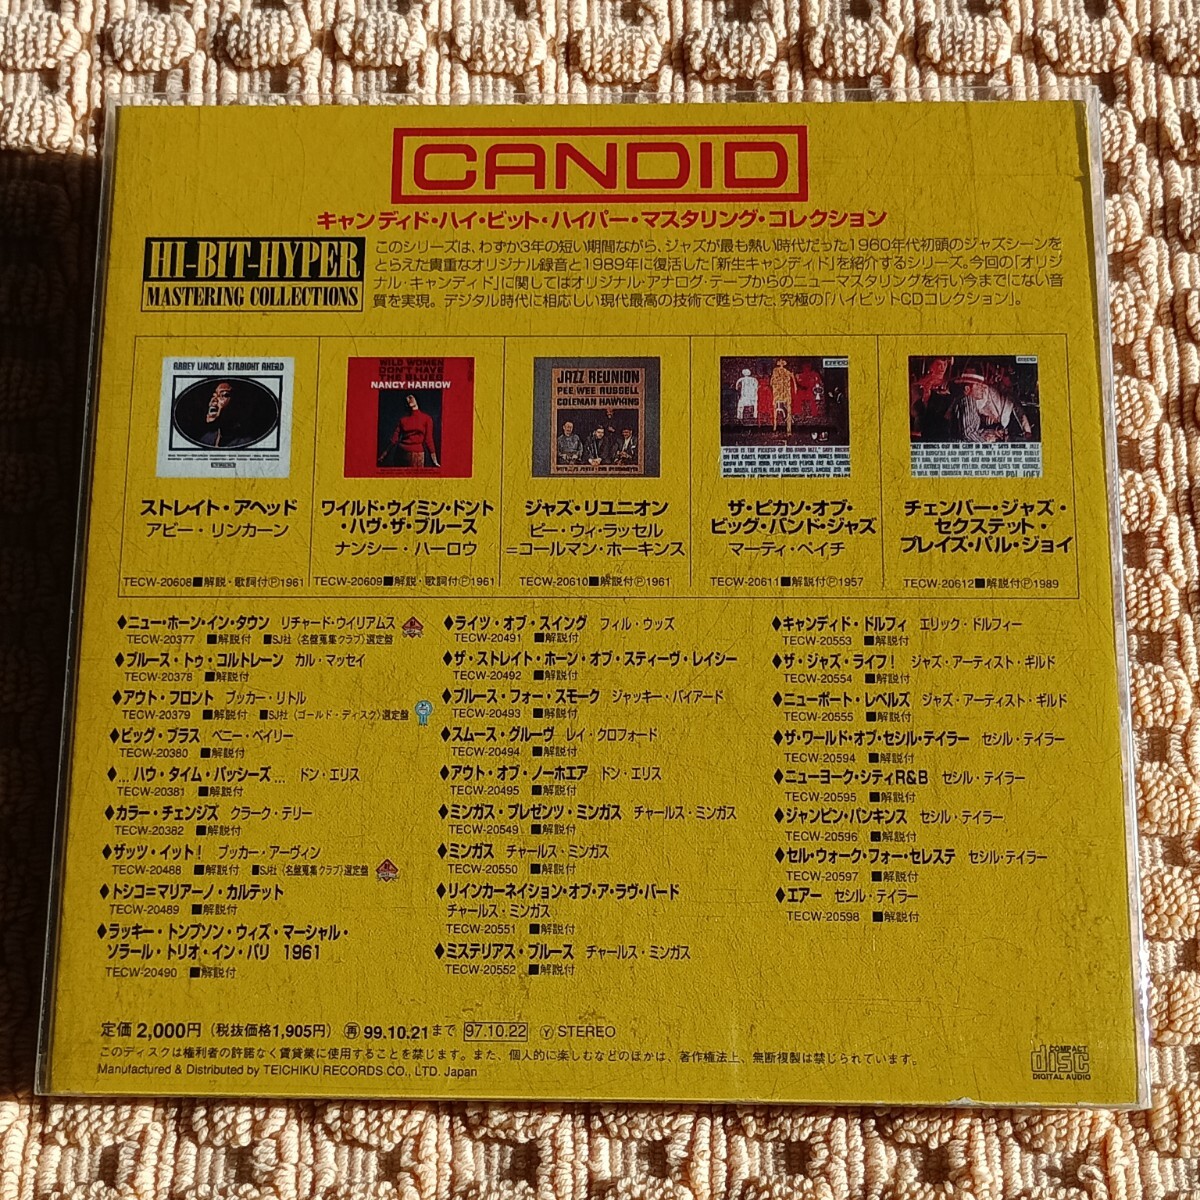 CANDID
キャンディド・ハイ・ビット・ハイパー・マスタリング・コレクション
HI-BIT-HYPER
MASTERING COLLECTIONS
このシリーズは、わずか3年の短い期間ながら、ジャズが最も熱い時代だった1960年代初頭のジャズシーンを
とらえた貴重なオリジナル録音と1989年に復活した「新生キャンディド」を紹介するシリーズ。今回の「オリジ
ナル・キャンディド」に関してはオリジナル・アナログ・テープからのニューマスタリングを行い今までにない音
質を実現。デジタル時代に相応しい現代最高の技術で甦らせた、究極の「ハイビットCDコレクション」。
ABBEY LINCOLN STRAIGHT AHEAD
ストレイト・アヘッド
アビー・リンカーン
TECW-20608■解説・歌詞付Ⓟ1961
WILD WOMEN
DON'T HAVE
THE BLUES
NANCY HARROW
ワイルド・ウイミン・ドント
・ハヴ・ザ・ブルース
ナンシー・ハーロウ
TECW-20609■解説・歌詞付Ⓟ1961
JAZZ REUNION
PEE WEE RUSSELL
COLEMAN HAWKINS
ジャズ・リユニオン
ピー・ウィ・ラッセル
=コールマン・ホーキンス
TECW-20610■解説付Ⓟ1961
ザ・ピカソ・オブ・
ビッグ・バンド・ジャズ
マーティ・ペイチ
TECW-20611■解説付Ⓟ1957
PAL JOEY
チェンバー・ジャズ・
セクステット・
プレイズ・パル・ジョイ
TECW-20612■解説付Ⓟ1989
♦ニュー・ホーン・イン・タウン リチャード・ウイリアムス
TECW-20377 ■解説付 ■SJ社〈名盤蒐集クラブ〉選定盤
♦ブルース・トゥ・コルトレーン カル・マッセイ
TECW-20378 ■解説付
♦アウト・フロント ブッカー・リトル
TECW-20379 ■解説付 ■SJ社〈ゴールド・ディスク〉選定盤
♦ビッグ・ブラス ベニー・ベイリー
TECW-20380 ■解説付
♦…ハウ・タイム・パッシーズ… ドン・エリス
TECW-20381 ■解説付
♦カラー・チェンジズ クラーク・テリー
TECW-20382 ■解説付
♦ザッツ・イット! ブッカー・アーヴィン
TECW-20488 ■解説付 ■SJ社〈名盤蒐集クラブ〉選定盤
♦トシコ=マリアーノ・カルテット
TECW-20489 ■解説付
♦ラッキー・トンプソン・ウィズ・マーシャル・
ソラール・トリオ・イン・パリ 1961
TECW-20490 ■解説付
♦ライツ・オブ・スイング フィル・ウッズ
TECW-20491 ■解説付
♦ザ・ストレイト・ホーン・オブ・スティーヴ・レイシー
TECW-20492 ■解説付
♦ブルース・フォー・スモーク ジャッキー・バイアード
TECW-20493 ■解説付
♦スムース・グルーヴ レイ・クロフォード
TECW-20494 ■解説付
♦アウト・オブ・ノーホエア ドン・エリス
TECW-20495 ■解説付
♦ミンガス・プレゼンツ・ミンガス チャールス・ミンガス
TECW-20549 ■解説付
♦ミンガス チャールス・ミンガス
TECW-20550 ■解説付
♦リインカーネイション・オブ・ア・ラヴ・バード
チャールス・ミンガス
TECW-20551 ■解説付
♦ミステリアス・ブルース チャールス・ミンガス
TECW-20552 ■解説付
♦キャンディド・ドルフィ エリック・ドルフィー
TECW-20553 ■解説付
♦ザ・ジャズ・ライフ! ジャズ・アーティスト・ギルド
TECW-20554 ■解説付
♦ニューポート・レベルズ ジャズ・アーティスト・ギルド
TECW-20555 ■解説付
♦ザ・ワールド・オブ・セシル・テイラー セシル・テイラー
TECW-20594 ■解説付
♦ニューヨーク・シティR&B セシル・テイラー
TECW-20595 ■解説付
♦ジャンピン・パンキンス セシル・テイラー
TECW-20596 ■解説付
♦セル・ウォーク・フォー・セレステ セシル・テイラー
TECW-20597 ■解説付
♦エアー セシル・テイラー
TECW-20598 ■解説付
定価 2,000円(税抜価格1,905円) 再 99.10.21まで 97.10.22 Ⓨ STEREO
このディスクは権利者の許諾なく賃貸業に使用することを禁じます。また、個人的に楽しむなどのほかは、著作権法上、無断複製は禁じられています。
Manufactured & Distributed by TEICHIKU RECORDS CO., LTD. Japan
COMPACT
disc
DIGITAL AUDIO